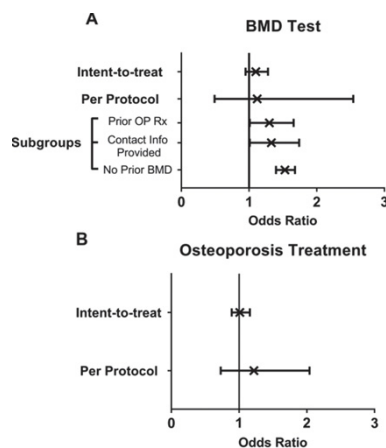 A
BMD Test
Intent-to-treat
Per Protocol
Subgroups
Prior OP Rx
Contact Info
Provided
No Prior BMD
0 1 2 3
Odds Ratio
B
Osteoporosis Treatment
Intent-to-treat
Per Protocol
0 1 2 3
Odds Ratio